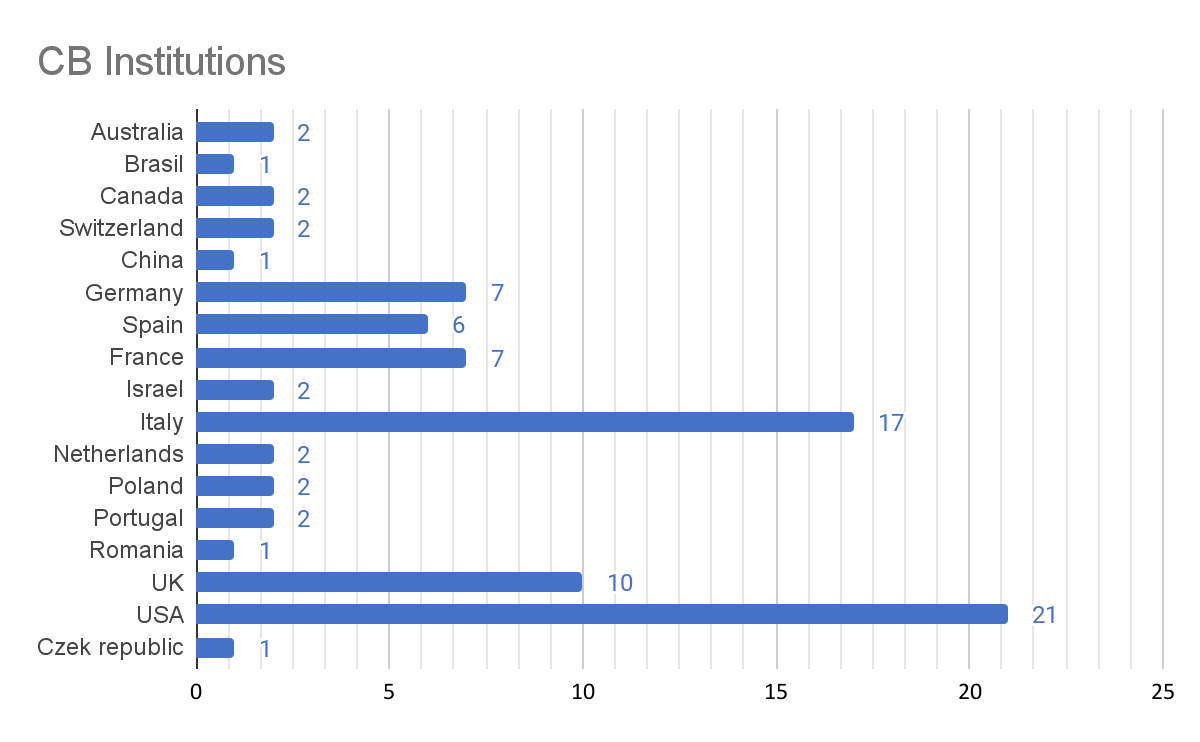 CB Institutions
Australia 2
Brasil 1
Canada 2
Switzerland 2
China 1
Germany 7
Spain 6
France 7
Israel 2
Italy 17
Netherlands 2
Poland 2
Portugal 2
Romania 1
UK 10
USA 21
Czek republic 1
0 5 10 15 20 25